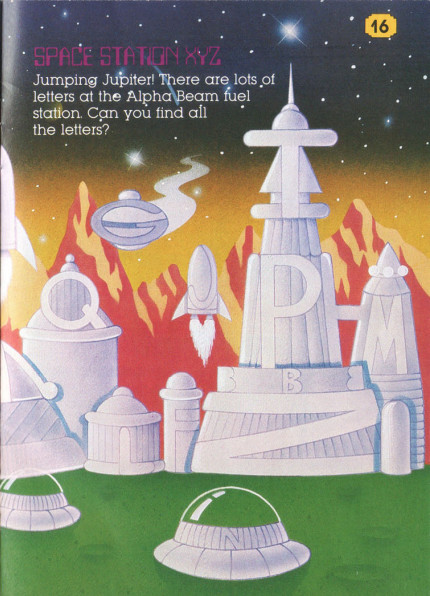 16
SPACE STATION XYZ
Jumping Jupiter! There are lots of
letters at the Alpha Beam fuel
station. Can you find all
the letters?
G
Q
P
M
B
L
Z
N